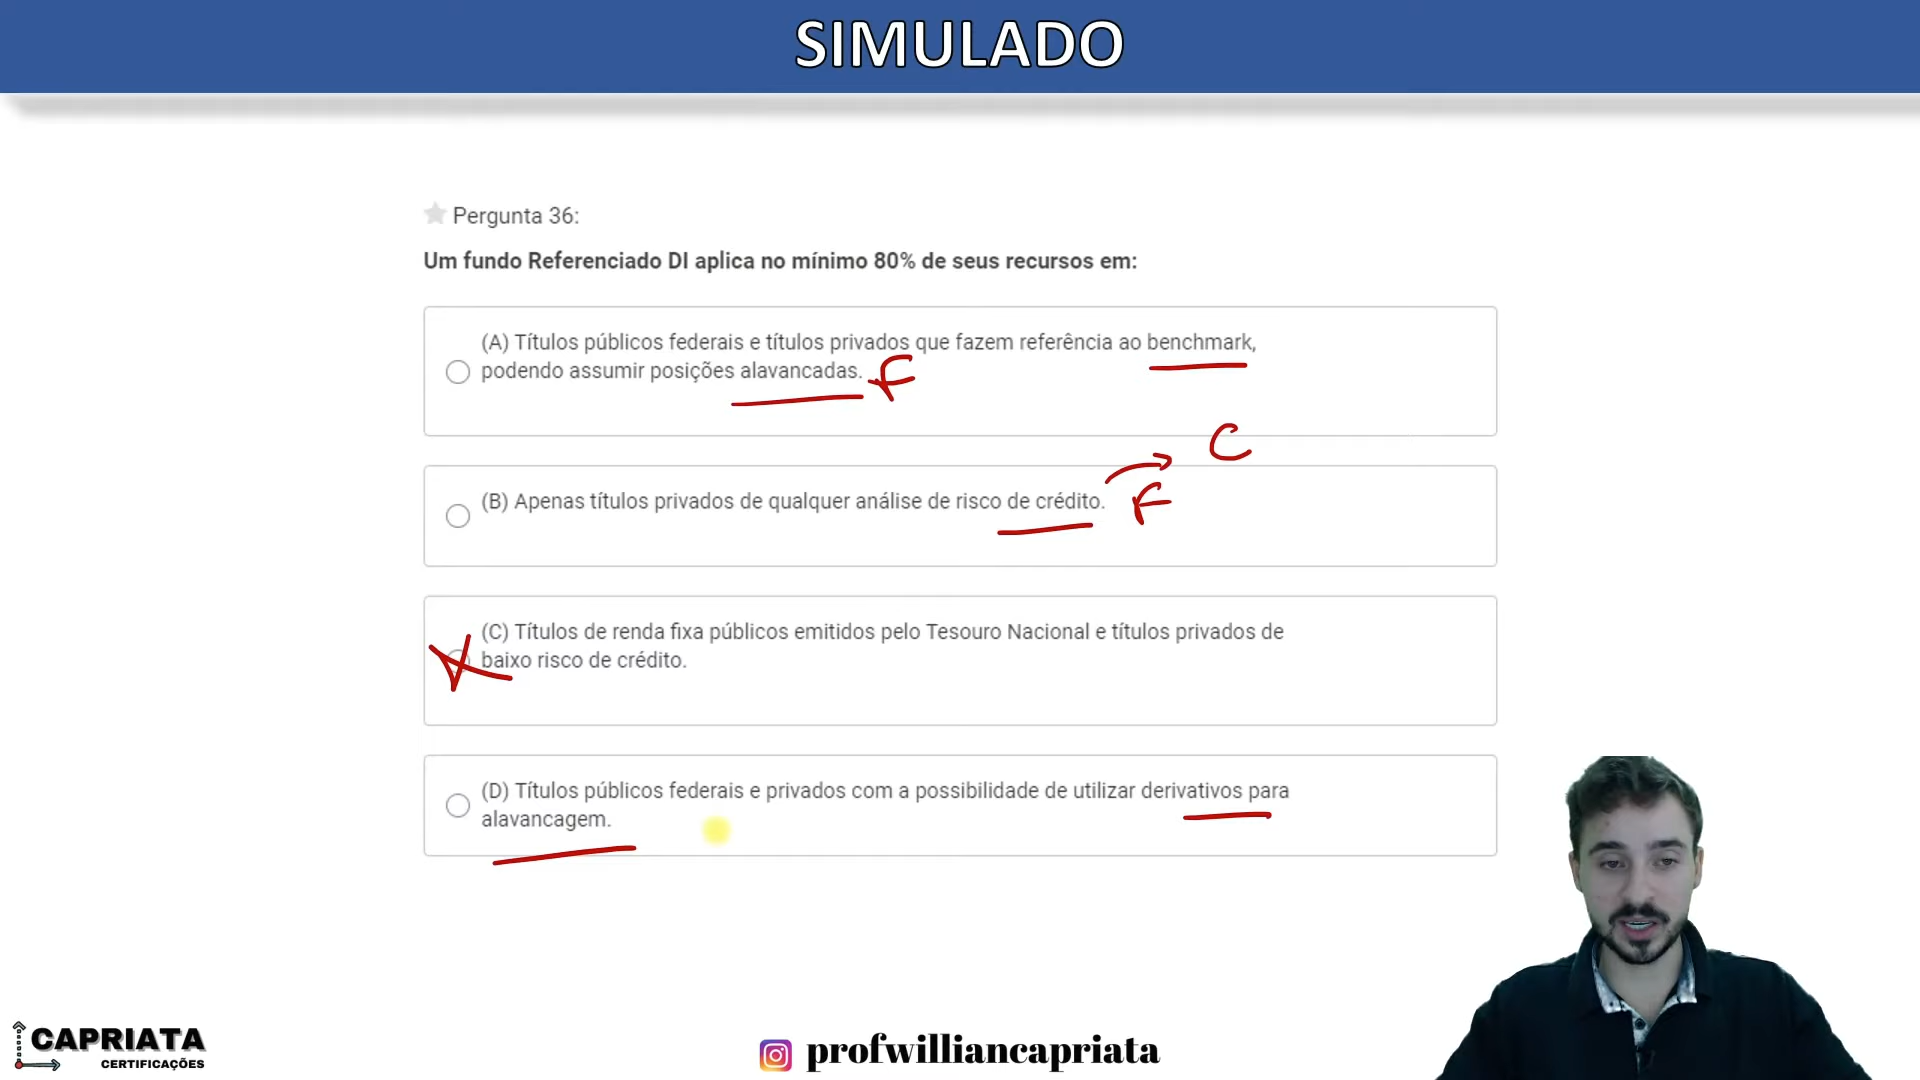 SIMULADO
Pergunta 36:
Um fundo Referenciado DI aplica no mínimo 80% de seus recursos em:
(A) Títulos públicos federais e títulos privados que fazem referência ao benchmark,
podendo assumir posições alavancadas. F
C
(B) Apenas títulos privados de qualquer análise de risco de crédito. F
(C) Títulos de renda fixa públicos emitidos pelo Tesouro Nacional e títulos privados de
baixo risco de crédito.
(D) Títulos públicos federais e privados com a possibilidade de utilizar derivativos para
alavancagem.
CAPRIATA
CERTIFICAÇÕES
profwilliancapriata